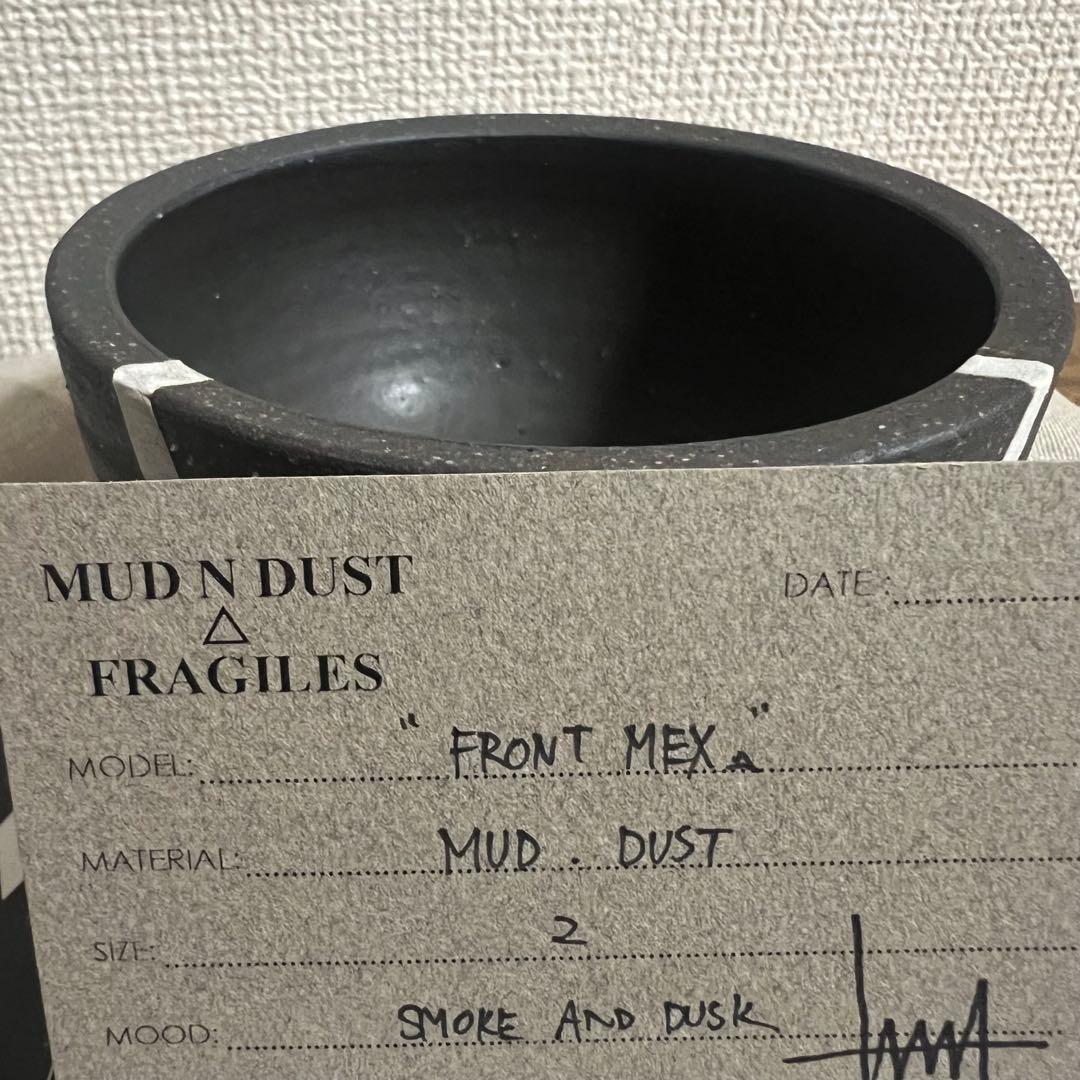 MUD N DUST
△
FRAGILES
DATE:
MODEL: "FRONT MEX"
MATERIAL: MUD . DUST
SIZE: 2
MOOD: SMOKE AND DUSK